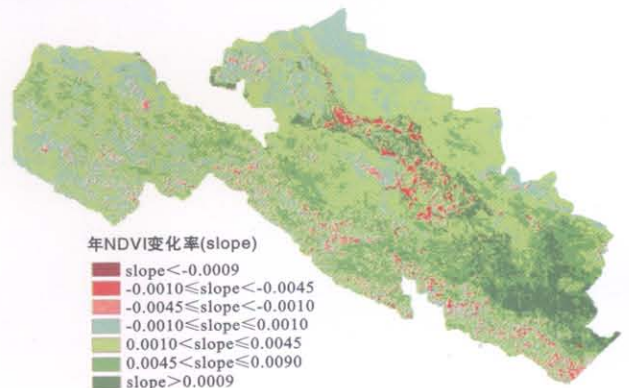 年NDVI变化率(slope)
slope<-0.0009
-0.0010≤slope<-0.0045
-0.0045≤slope<-0.0010
-0.0010≤slope≤0.0010
0.0010<slope≤0.0045
0.0045<slope≤0.0090
slope>0.0009